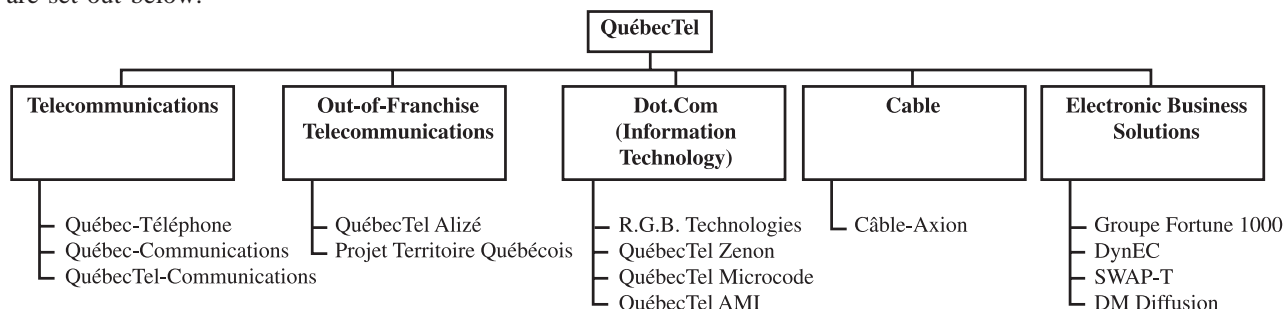 are set out below.
QuébecTel
Telecommunications
Out-of-Franchise
Telecommunications
Dot.Com
(Information
Technology)
Cable
Electronic Business
Solutions
Québec-Téléphone
Québec-Communications
QuébecTel-Communications
QuébecTel Alizé
Projet Territoire Québécois
R.G.B. Technologies
QuébecTel Zenon
QuébecTel Microcode
QuébecTel AMI
Câble-Axion
Groupe Fortune 1000
DynEC
SWAP-T
DM Diffusion